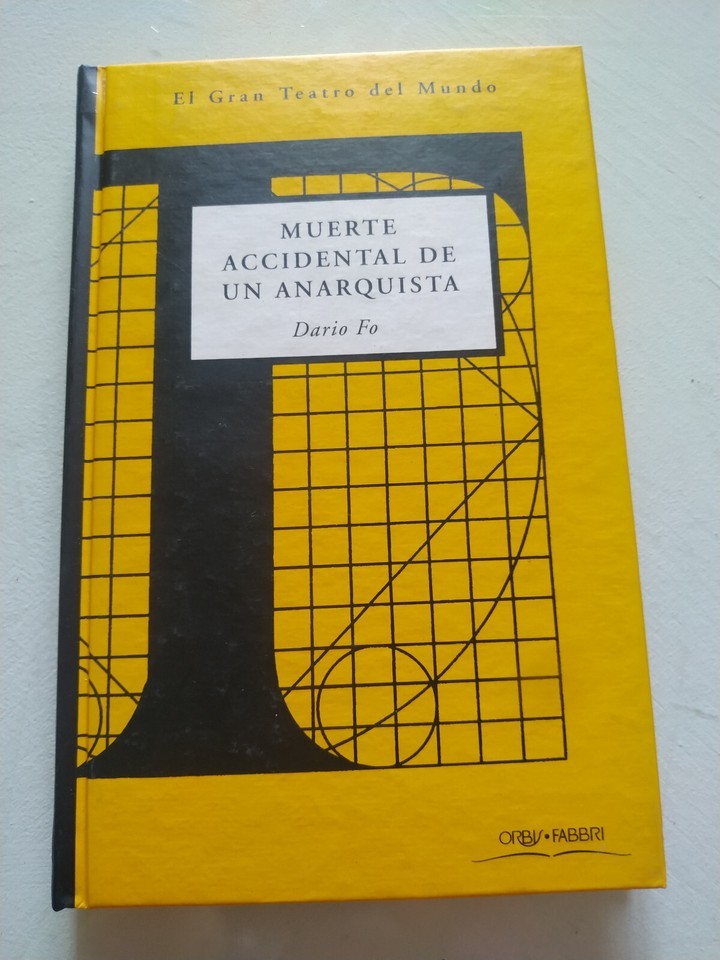 El Gran Teatro del Mundo
MUERTE
ACCIDENTAL DE
UN ANARQUISTA
Dario Fo
ORBIS • FABBRI